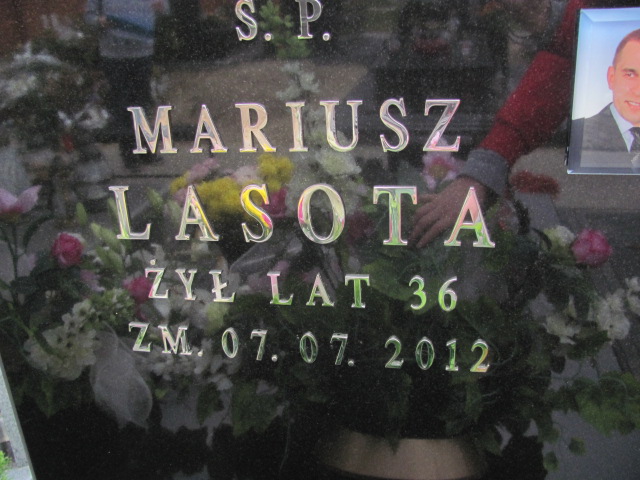 Ś. P.
MARIUSZ
LASOTA
ŻYŁ LAT 36
ZM. 07. 07. 2012